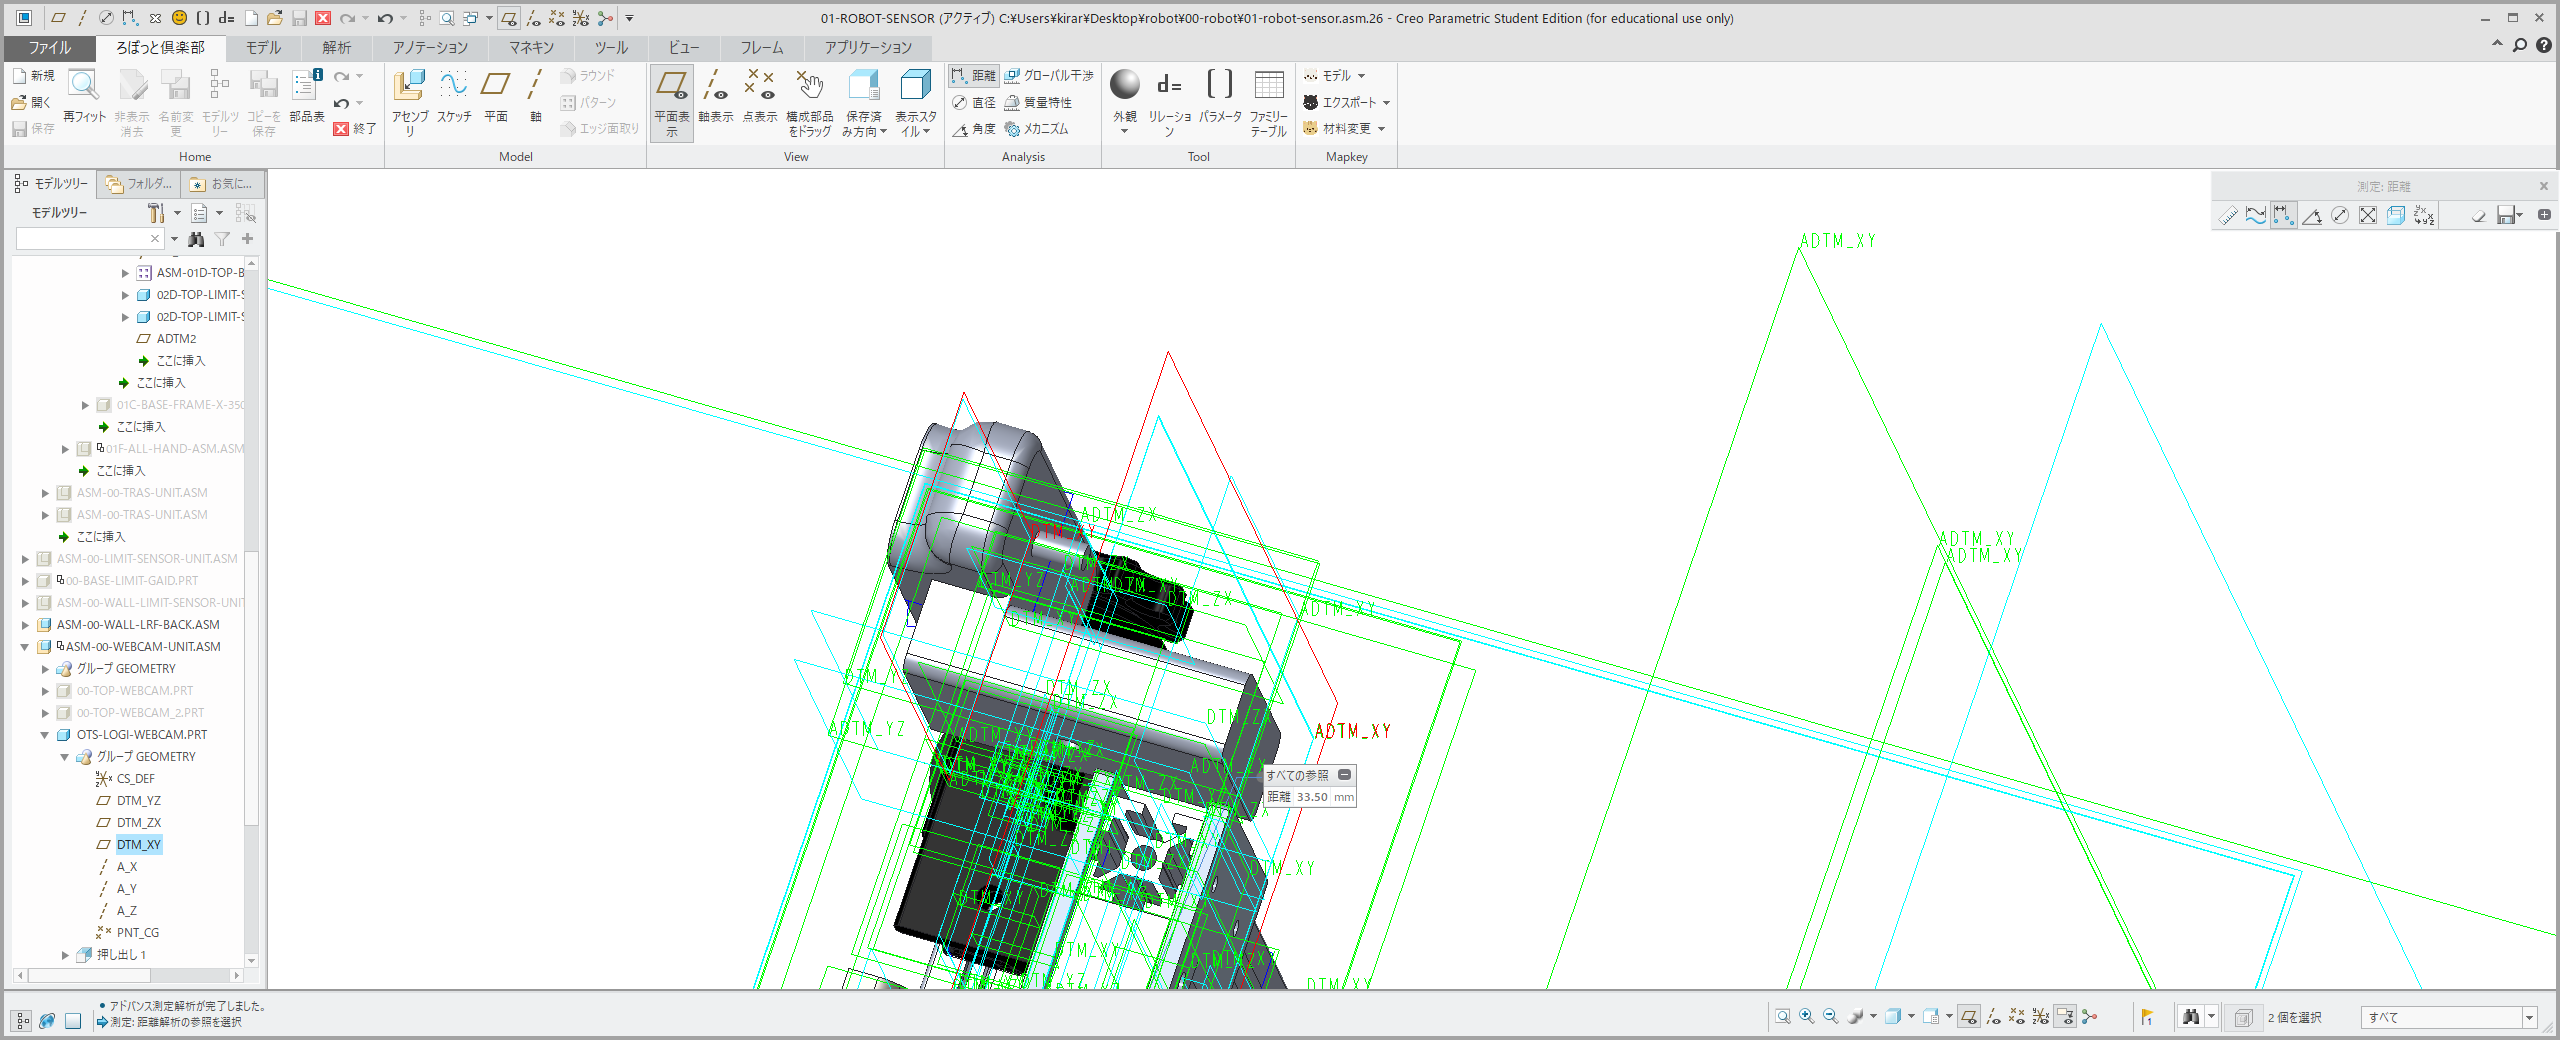 01-ROBOT-SENSOR (アクティブ) C:¥Users¥kirar¥Desktop¥robot¥00-robot¥01-robot-sensor.asm.26 - Creo Parametric Student Edition (for educational use only)
ファイル ろぼっと倶楽部 モデル 解析 アノテーション マネキン ツール ビュー フレーム アプリケーション
新規
開く
保存
再フィット
非表示
消去
名前変
更
モデルツ
リー
コピーを
保存
部品表
終了
アセンブ
リ
スケッチ
平面
軸
ラウンド
パターン
エッジ面取り
平面表
示
軸表示
点表示
構成部品
をドラッグ
保存済
み方向
表示スタ
イル
距離
直径
角度
グローバル干渉
質量特性
メカニズム
外観
リレーショ
ン
パラメータ
ファミリー
テーブル
モデル
エクスポート
材料変更
Home Model View Analysis Tool Mapkey
モデルツリー フォルダ... お気に...
モデルツリー
ASM-01D-TOP-B
02D-TOP-LIMIT-S
02D-TOP-LIMIT-S
ADTM2
ここに挿入
ここに挿入
01C-BASE-FRAME-X-350
ここに挿入
01F-ALL-HAND-ASM.ASM
ここに挿入
ASM-00-TRAS-UNIT.ASM
ASM-00-TRAS-UNIT.ASM
ここに挿入
ASM-00-LIMIT-SENSOR-UNIT.ASM
00-BASE-LIMIT-GAID.PRT
ASM-00-WALL-LIMIT-SENSOR-UNIT
ASM-00-WALL-LRF-BACK.ASM
ASM-00-WEBCAM-UNIT.ASM
グループ GEOMETRY
00-TOP-WEBCAM.PRT
00-TOP-WEBCAM_2.PRT
OTS-LOGI-WEBCAM.PRT
グループ GEOMETRY
CS_DEF
DTM_YZ
DTM_ZX
DTM_XY
A_X
A_Y
A_Z
PNT_CG
押し出し 1
測定: 距離
ADTM_XY
ADTM_XY
ADTM_XY
ADTM_ZX
DTM_YZ
DTM_ZX
ADTM_XY
DTM_ZX
ADTM_YZ
ADTM_XY
すべての参照
距離 33.50 mm
DTM_XY
DTM_XY
DTM_XY
アドバンス測定解析が完了しました。
測定: 距離解析の参照を選択
2 個を選択
すべて